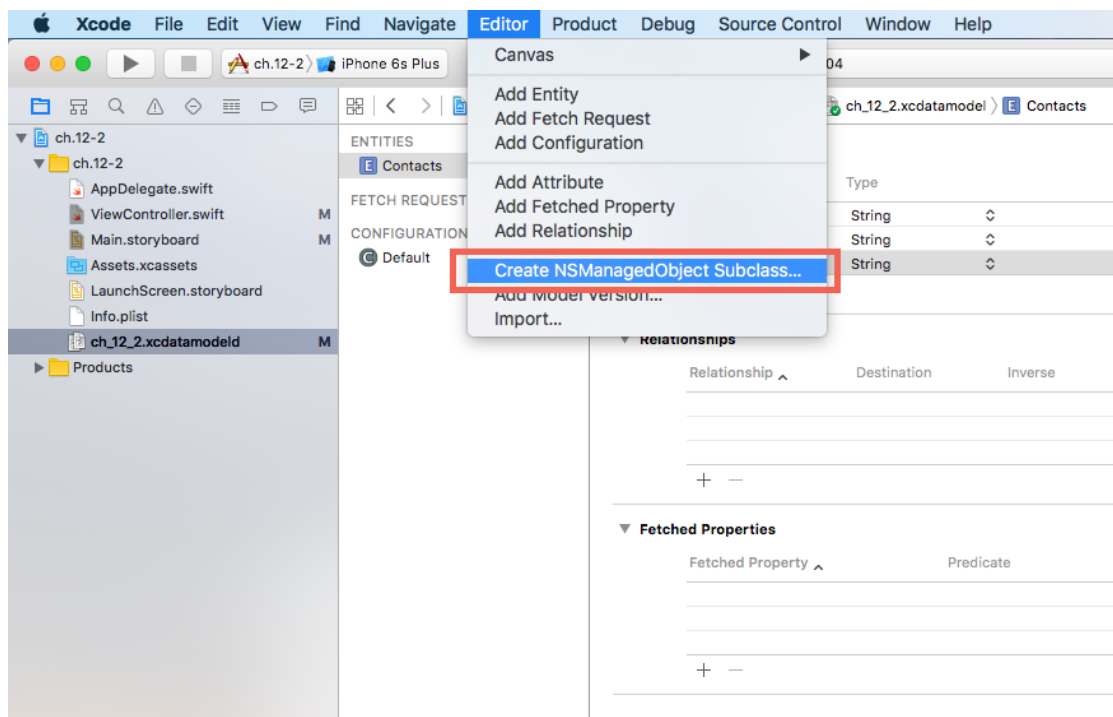 Xcode File Edit View Find Navigate Editor Product Debug Source Control Window Help
ch.12-2 iPhone 6s Plus
04
ch_12_2.xcdatamodel E Contacts
ch.12-2
ch.12-2
AppDelegate.swift
ViewController.swift M
Main.storyboard M
Assets.xcassets
LaunchScreen.storyboard
Info.plist
ch_12_2.xcdatamodeld M
Products
ENTITIES
E Contacts
FETCH REQUEST
CONFIGURATION
C Default
Canvas
Add Entity
Add Fetch Request
Add Configuration
Add Attribute
Add Fetched Property
Add Relationship
Create NSManagedObject Subclass...
Add Model Version...
Import...
Type
String
String
String
Relationships
Relationship Destination Inverse
Fetched Properties
Fetched Property Predicate